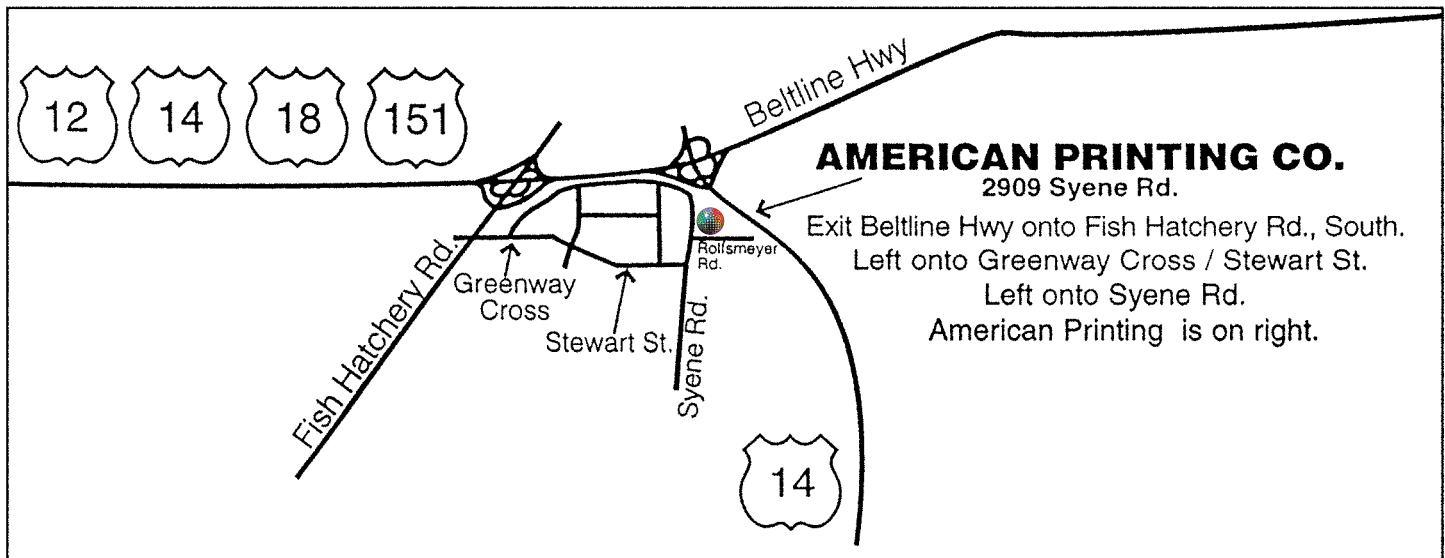 12 14 18 151
Beltline Hwy
AMERICAN PRINTING CO.
2909 Syene Rd.
Exit Beltline Hwy onto Fish Hatchery Rd., South.
Left onto Greenway Cross / Stewart St.
Left onto Syene Rd.
American Printing is on right.
Rolfsmeyer
Rd.
Fish Hatchery Rd.
Greenway
Cross
Stewart St.
Syene Rd.
14